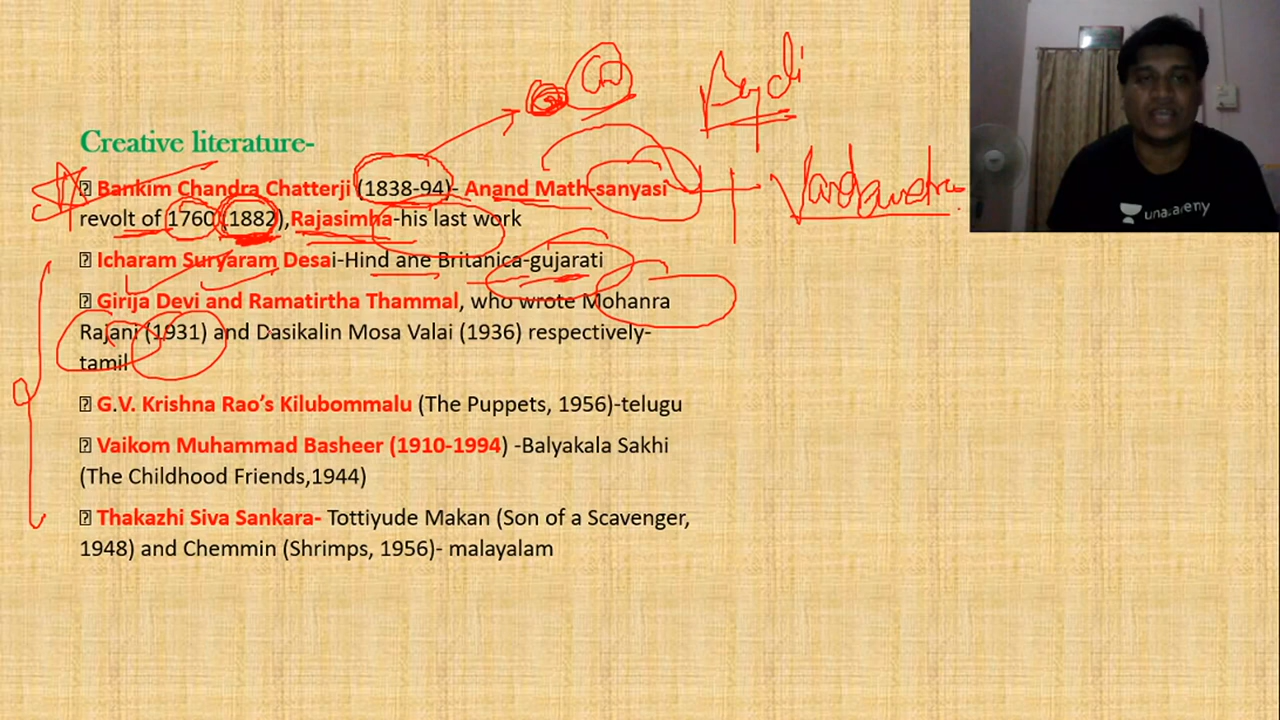 Creative literature-
Bankim Chandra Chatterji (1838-94)- Anand Math-sanyasi
revolt of 1760 (1882), Rajasimha-his last work
Icharam Suryaram Desai-Hind ane Britanica-gujarati
Girija Devi and Ramatirtha Thammal, who wrote Mohanra
Rajani (1931) and Dasikalin Mosa Valai (1936) respectively-
tamil
G.V. Krishna Rao's Kilubommalu (The Puppets, 1956)-telugu
Vaikom Muhammad Basheer (1910-1994) -Balyakala Sakhi
(The Childhood Friends,1944)
Thakazhi Siva Sankara- Tottiyude Makan (Son of a Scavenger,
1948) and Chemmin (Shrimps, 1956)- malayalam